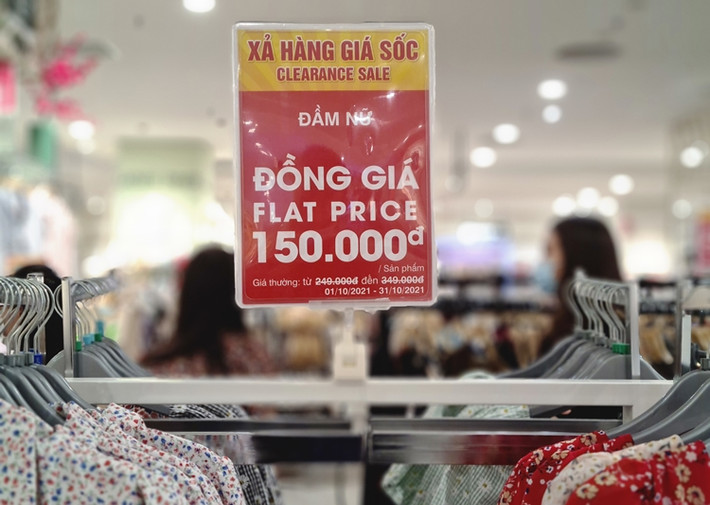 XẢ HÀNG GIÁ SỐC
CLEARANCE SALE
ĐẦM NỮ
ĐỒNG GIÁ
FLAT PRICE
150.000đ
/ Sản phẩm
Giá thường: từ 249.000đ đến 349.000đ
01/10/2021 - 31/10/2021